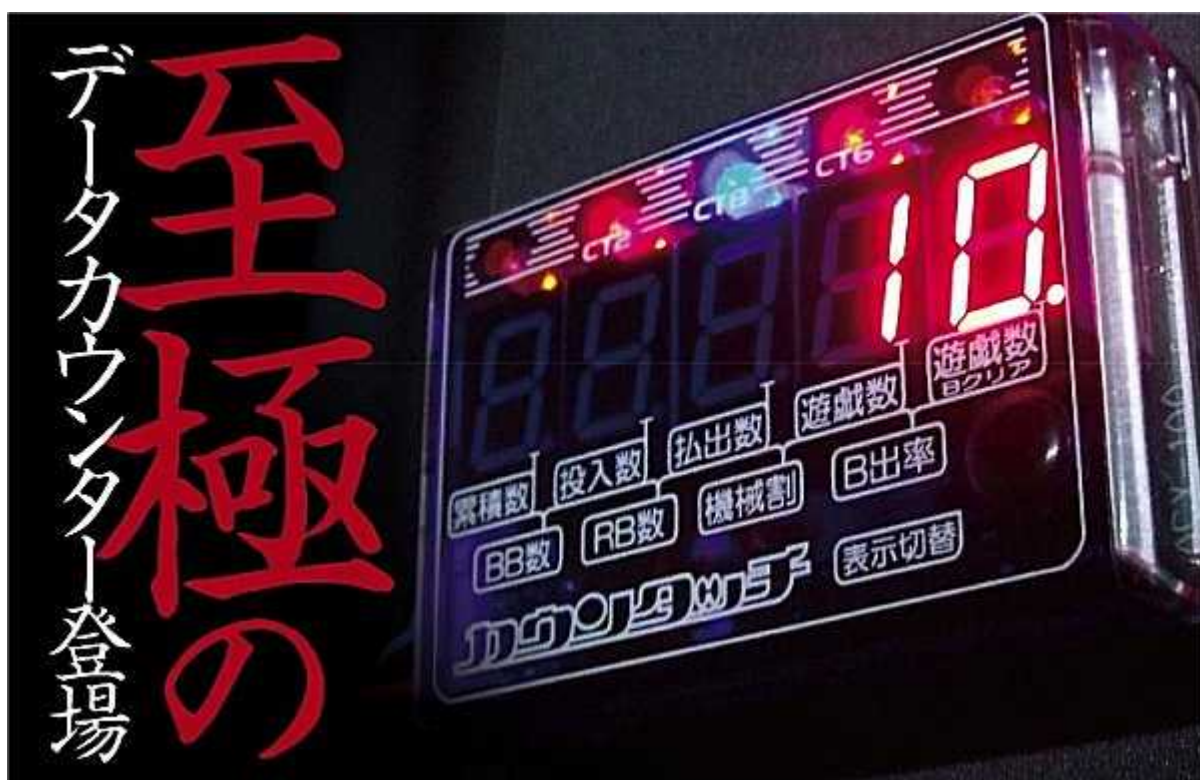 至極の
データカウンター登場
CT2
CT8
CT6
10.
累積数
投入数
払出数
遊戯数
遊戯数
Bクリア
BB数
RB数
機械割
B出率
カウンタッチ
表示切替